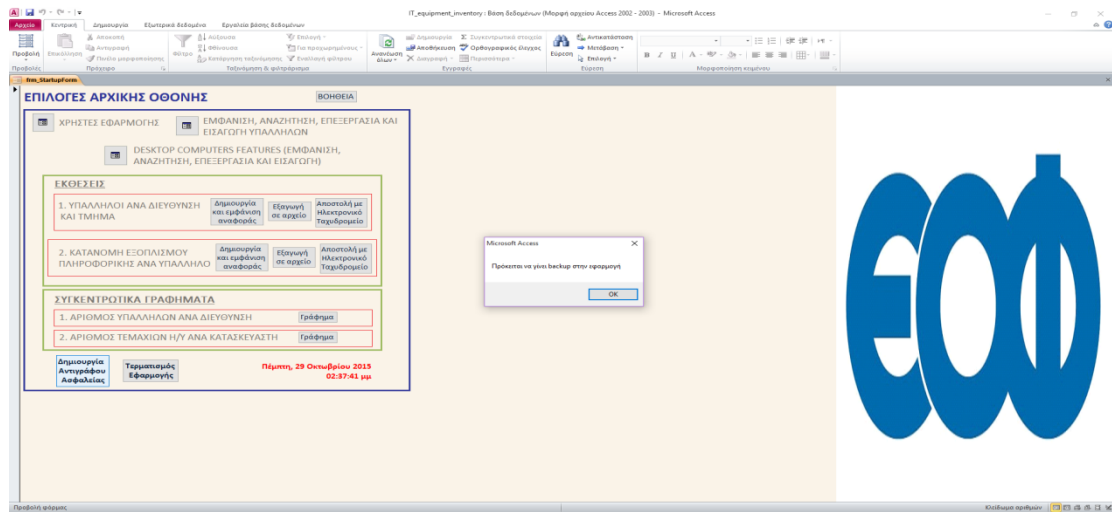 IT_equipment_inventory : Βάση δεδομένων (Μορφή αρχείου Access 2002 - 2003) - Microsoft Access
Αρχείο Κεντρική Δημιουργία Εξωτερικά δεδομένα Εργαλεία βάσης δεδομένων
Προβολή
Προβολές
Επικόλληση
Αποκοπή
Αντιγραφή
Πινέλο μορφοποίησης
Πρόχειρο
Φίλτρο
Αύξουσα
Φθίνουσα
Κατάργηση ταξινόμησης
Επιλογή
Για προχωρημένους
Εναλλαγή φίλτρου
Ταξινόμηση & φιλτράρισμα
Ανανέωση όλων
Δημιουργία
Αποθήκευση
Διαγραφή
Συγκεντρωτικά στοιχεία
Ορθογραφικός έλεγχος
Περισσότερα
Εγγραφές
Εύρεση
Αντικατάσταση
Μετάβαση
Επιλογή
Εύρεση
Μορφοποίηση κειμένου
frm_StartupForm
ΕΠΙΛΟΓΕΣ ΑΡΧΙΚΗΣ ΟΘΟΝΗΣ
ΒΟΗΘΕΙΑ
ΧΡΗΣΤΕΣ ΕΦΑΡΜΟΓΗΣ
ΕΜΦΑΝΙΣΗ, ΑΝΑΖΗΤΗΣΗ, ΕΠΕΞΕΡΓΑΣΙΑ ΚΑΙ
ΕΙΣΑΓΩΓΗ ΥΠΑΛΛΗΛΩΝ
DESKTOP COMPUTERS FEATURES (ΕΜΦΑΝΙΣΗ,
ΑΝΑΖΗΤΗΣΗ, ΕΠΕΞΕΡΓΑΣΙΑ ΚΑΙ ΕΙΣΑΓΩΓΗ)
ΕΚΘΕΣΕΙΣ
1. ΥΠΑΛΛΗΛΟΙ ΑΝΑ ΔΙΕΥΘΥΝΣΗ
ΚΑΙ ΤΜΗΜΑ
Δημιουργία
και εμφάνιση
αναφοράς
Εξαγωγή
σε αρχείο
Αποστολή με
Ηλεκτρονικό
Ταχυδρομείο
2. ΚΑΤΑΝΟΜΗ ΕΞΟΠΛΙΣΜΟΥ
ΠΛΗΡΟΦΟΡΙΚΗΣ ΑΝΑ ΥΠΑΛΛΗΛΟ
Δημιουργία
και εμφάνιση
αναφοράς
Εξαγωγή
σε αρχείο
Αποστολή με
Ηλεκτρονικό
Ταχυδρομείο
ΣΥΓΚΕΝΤΡΩΤΙΚΑ ΓΡΑΦΗΜΑΤΑ
1. ΑΡΙΘΜΟΣ ΥΠΑΛΛΗΛΩΝ ΑΝΑ ΔΙΕΥΘΥΝΣΗ
Γράφημα
2. ΑΡΙΘΜΟΣ ΤΕΜΑΧΙΩΝ Η/Υ ΑΝΑ ΚΑΤΑΣΚΕΥΑΣΤΗ
Γράφημα
Δημιουργία
Αντιγράφου
Ασφαλείας
Τερματισμός
Εφαρμογής
Πέμπτη, 29 Οκτωβρίου 2015
02:37:41 μμ
Microsoft Access
Πρόκειται να γίνει backup στην εφαρμογή
OK
ΕΟΦ
Προβολή φόρμας
Κλείδωμα αριθμών